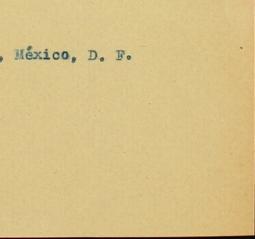 , México, D. F.